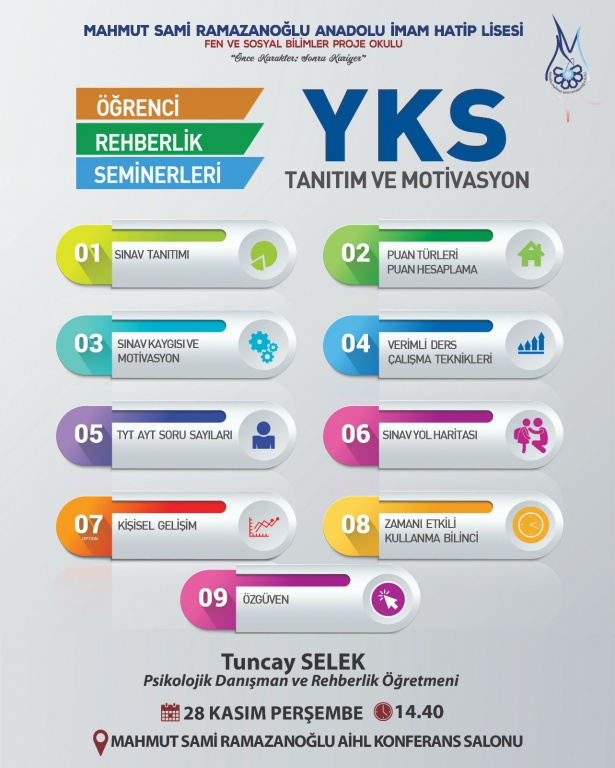 MAHMUT SAMİ RAMAZANOĞLU ANADOLU İMAM HATİP LİSESİ
FEN VE SOSYAL BİLİMLER PROJE OKULU
"Önce Karakter; Sonra Kariyer"
ÖĞRENCİ
REHBERLİK
SEMİNERLERİ
YKS
TANITIM VE MOTİVASYON
01 SINAV TANITIMI
02 PUAN TÜRLERİ
PUAN HESAPLAMA
03 SINAV KAYGISI VE
MOTİVASYON
04 VERİMLİ DERS
ÇALIŞMA TEKNİKLERİ
05 TYT AYT SORU SAYILARI
06 SINAV YOL HARİTASI
07 KİŞİSEL GELİŞİM
OPTION
08 ZAMANI ETKİLİ
KULLANMA BİLİNCİ
09 ÖZGÜVEN
Tuncay SELEK
Psikolojik Danışman ve Rehberlik Öğretmeni
28 KASIM PERŞEMBE 14.40
MAHMUT SAMİ RAMAZANOĞLU AİHL KONFERANS SALONU